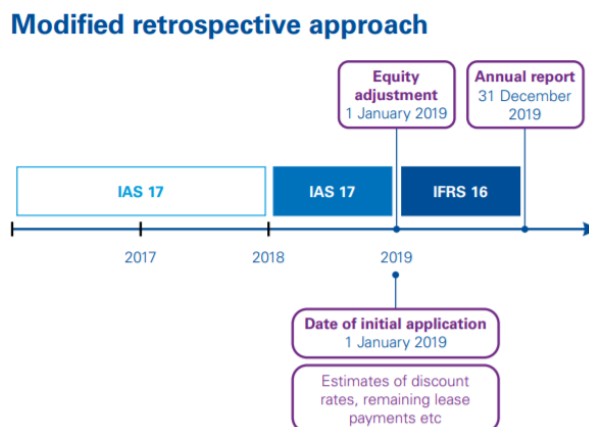 Modified retrospective approach
Equity
adjustment
1 January 2019
Annual report
31 December
2019
IAS 17
IAS 17
IFRS 16
2017
2018
2019
Date of initial application
1 January 2019
Estimates of discount
rates, remaining lease
payments etc